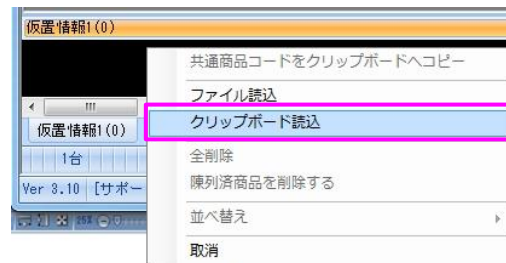 仮置情報1(0)
共通商品コードをクリップボードへコピー
ファイル読込
クリップボード読込
仮置情報1(0)
1台
全削除
陳列済商品を削除する
Ver 3.10 [サポー
並べ替え
25%
取消